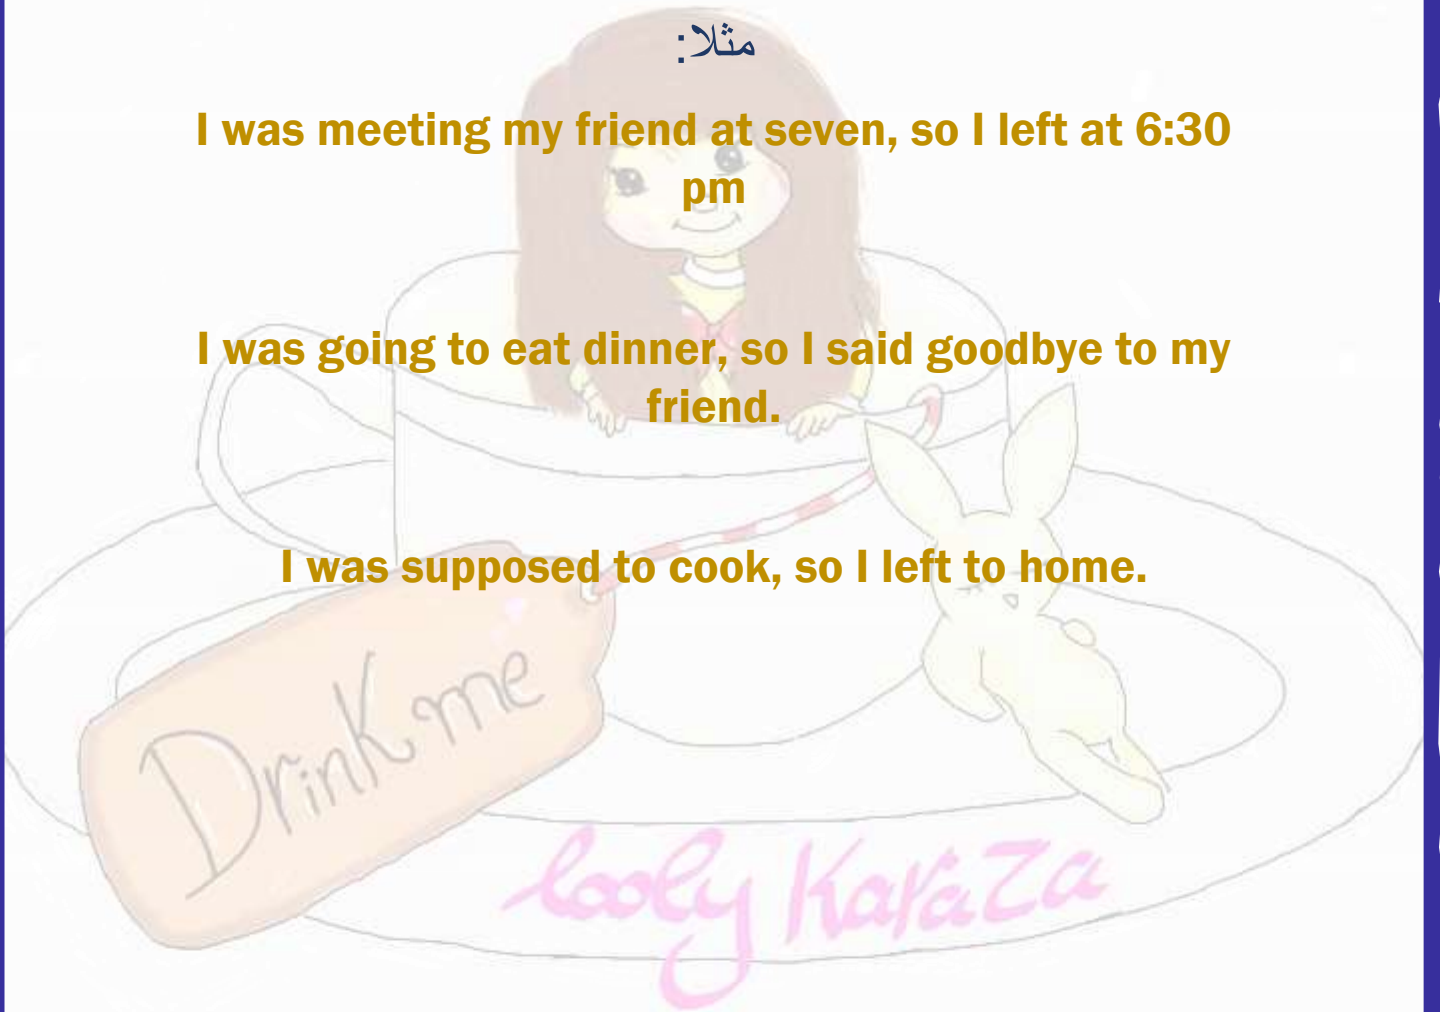 مثلا:
I was meeting my friend at seven, so I left at 6:30
pm
I was going to eat dinner, so I said goodbye to my
friend.
I was supposed to cook, so I left to home.
DrinK me
looly KaraZa